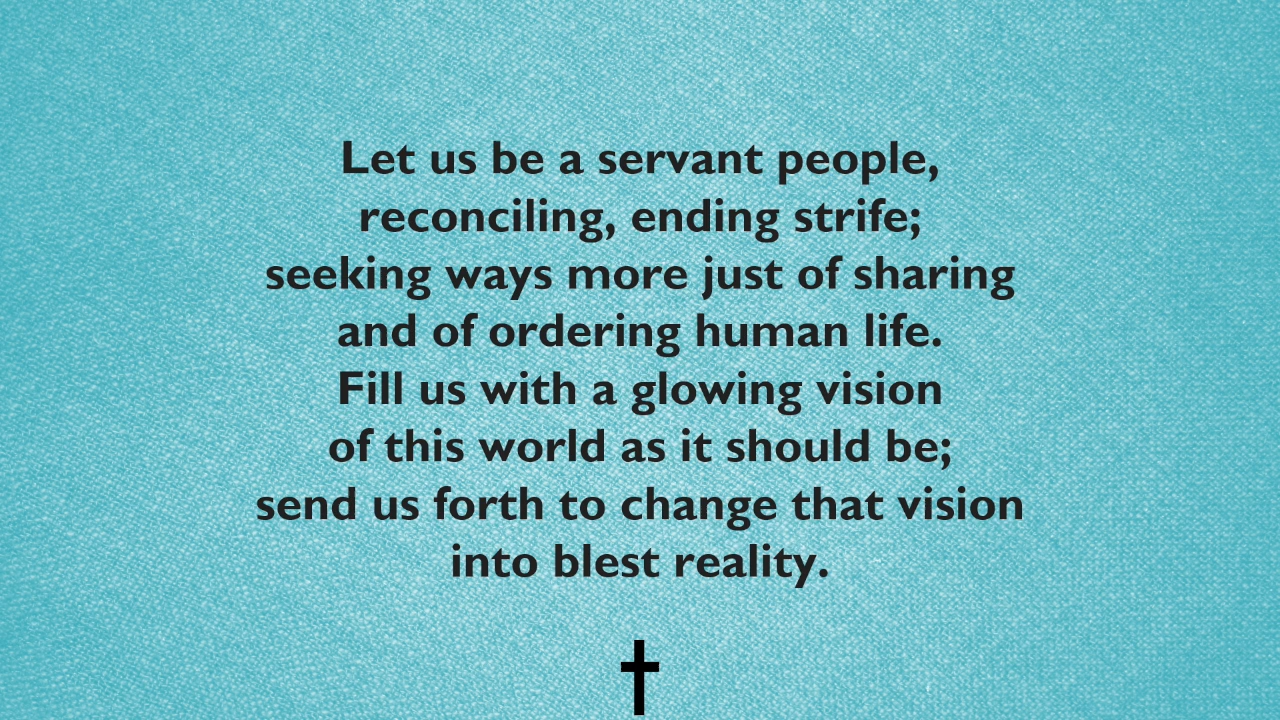 Let us be a servant people,
reconciling, ending strife;
seeking ways more just of sharing
and of ordering human life.
Fill us with a glowing vision
of this world as it should be;
send us forth to change that vision
into blest reality.